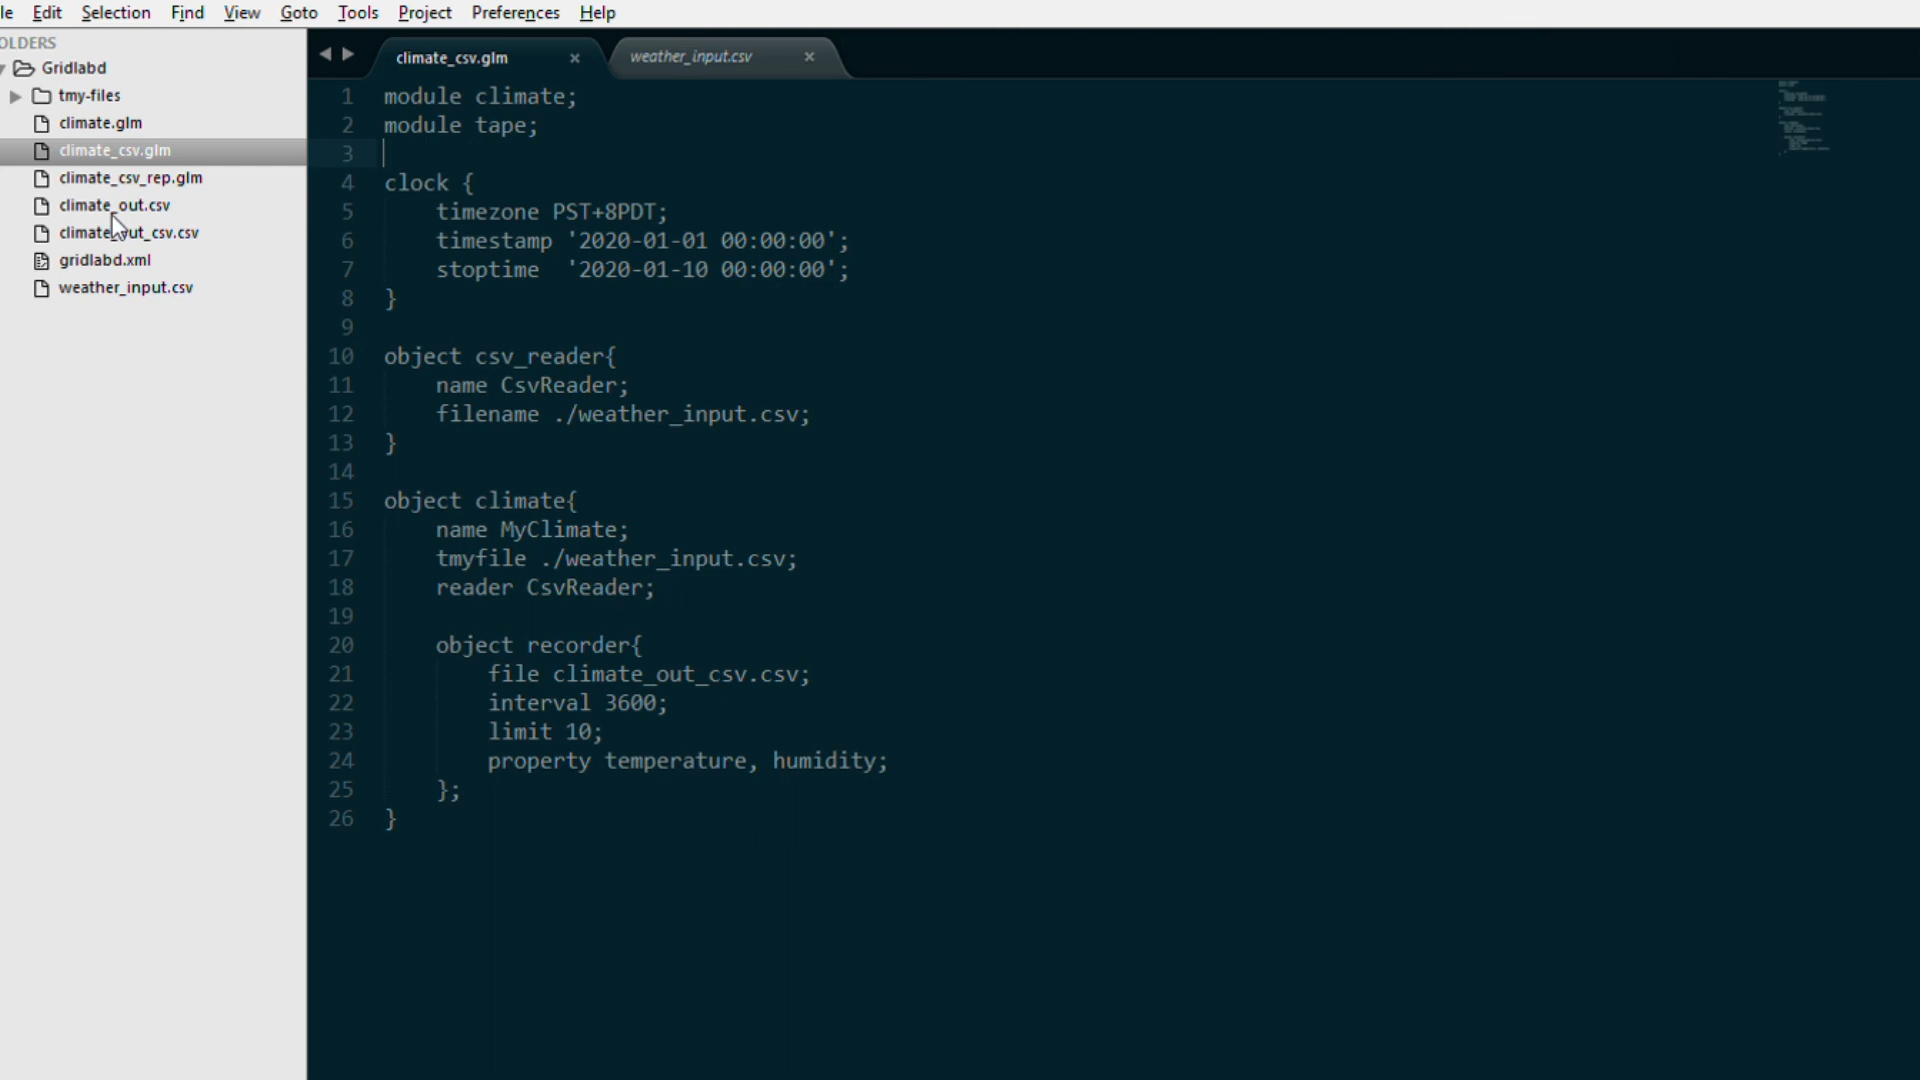 le Edit Selection Find View Goto Tools Project Preferences Help
OLDERS
Gridlabd
tmy-files
climate.glm
climate_csv.glm
climate_csv_rep.glm
climate_out.csv
climate_out_csv.csv
gridlabd.xml
weather_input.csv
climate_csv.glm × weather_input.csv ×
1 module climate;
2 module tape;
3
4 clock {
5 timezone PST+8PDT;
6 timestamp '2020-01-01 00:00:00';
7 stoptime '2020-01-10 00:00:00';
8 }
9
10 object csv_reader{
11 name CsvReader;
12 filename ./weather_input.csv;
13 }
14
15 object climate{
16 name MyClimate;
17 tmyfile ./weather_input.csv;
18 reader CsvReader;
19
20 object recorder{
21 file climate_out_csv.csv;
22 interval 3600;
23 limit 10;
24 property temperature, humidity;
25 };
26 }